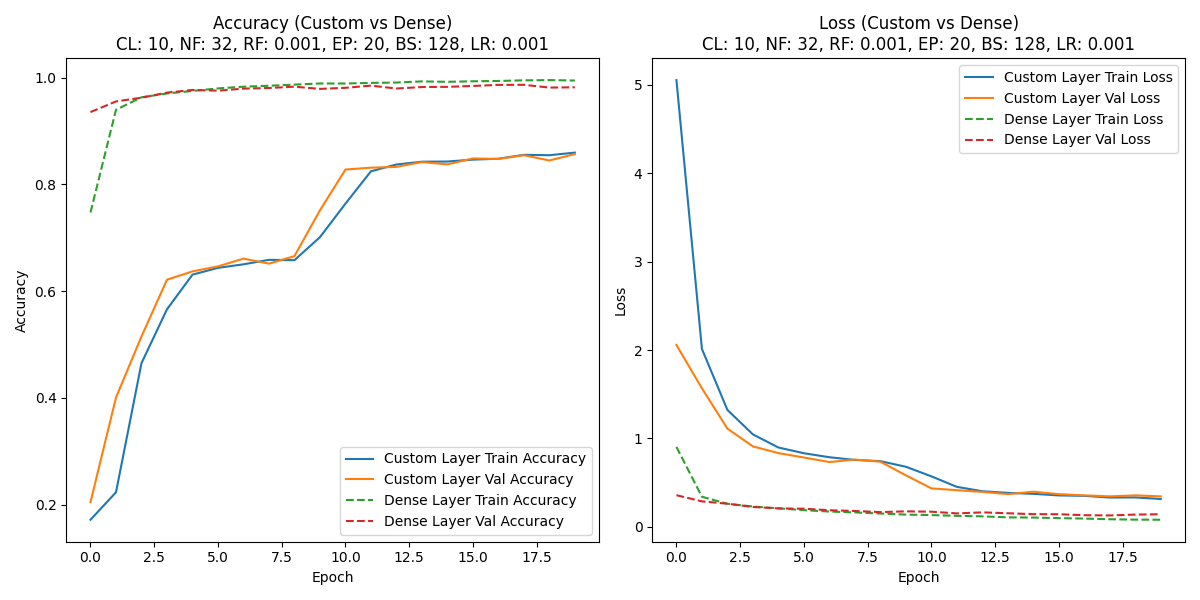 Accuracy (Custom vs Dense)
CL: 10, NF: 32, RF: 0.001, EP: 20, BS: 128, LR: 0.001
1.0
0.8
0.6
0.4
0.2
Accuracy
Custom Layer Train Accuracy
Custom Layer Val Accuracy
Dense Layer Train Accuracy
Dense Layer Val Accuracy
0.0 2.5 5.0 7.5 10.0 12.5 15.0 17.5
Epoch
Loss (Custom vs Dense)
CL: 10, NF: 32, RF: 0.001, EP: 20, BS: 128, LR: 0.001
Custom Layer Train Loss
Custom Layer Val Loss
Dense Layer Train Loss
Dense Layer Val Loss
5
4
3
2
1
0
Loss
0.0 2.5 5.0 7.5 10.0 12.5 15.0 17.5
Epoch